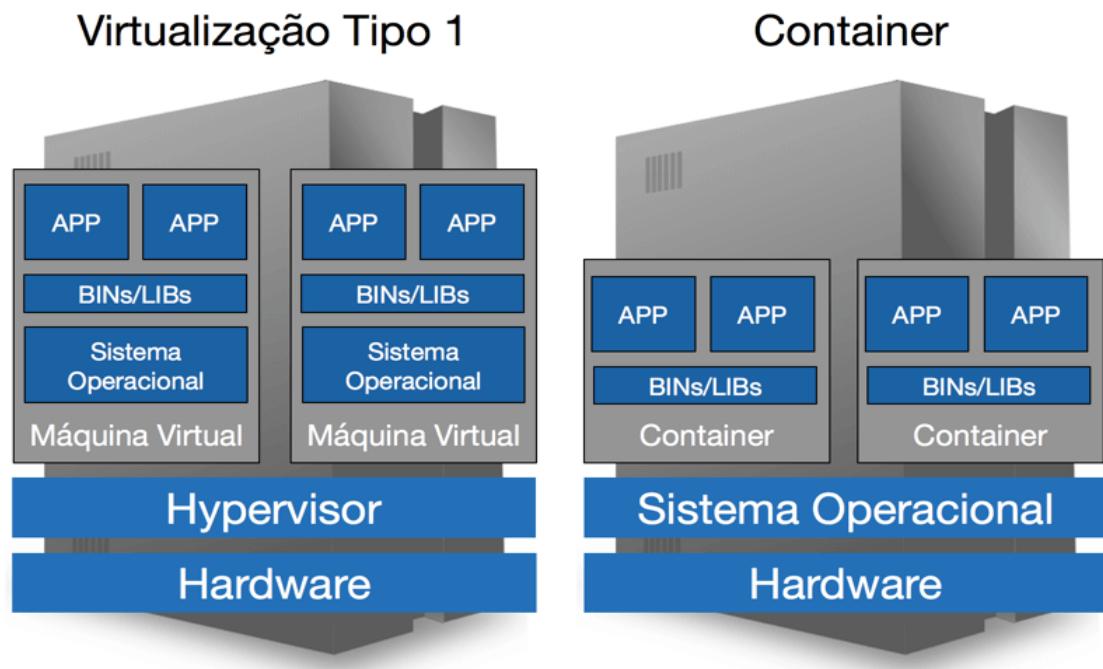 Virtualização Tipo 1
APP
APP
BINs/LIBs
Sistema
Operacional
Máquina Virtual
APP
APP
BINs/LIBs
Sistema
Operacional
Máquina Virtual
Hypervisor
Hardware
Container
APP
APP
BINs/LIBs
Container
APP
APP
BINs/LIBs
Container
Sistema Operacional
Hardware